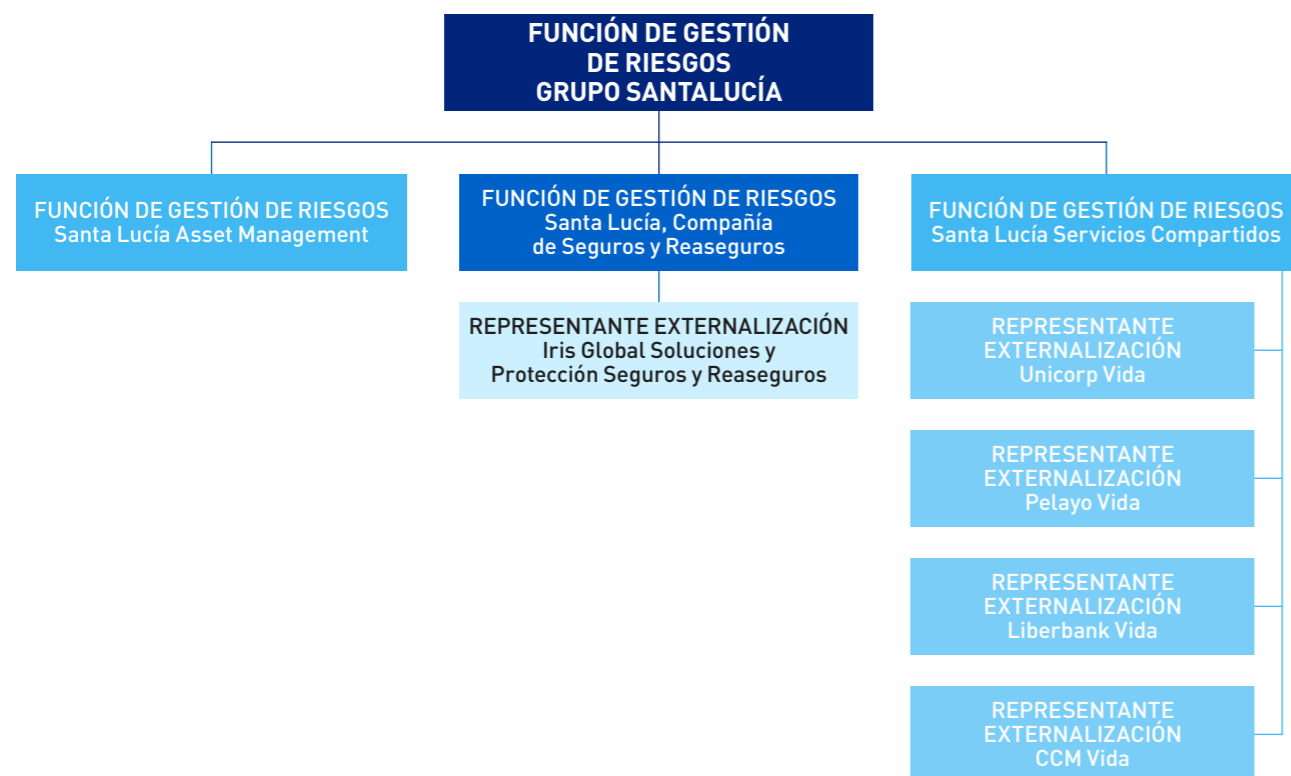 FUNCIÓN DE GESTIÓN
DE RIESGOS
GRUPO SANTALUCÍA
FUNCIÓN DE GESTIÓN DE RIESGOS
Santa Lucía Asset Management
FUNCIÓN DE GESTIÓN DE RIESGOS
Santa Lucía, Compañía
de Seguros y Reaseguros
REPRESENTANTE EXTERNALIZACIÓN
Iris Global Soluciones y
Protección Seguros y Reaseguros
FUNCIÓN DE GESTIÓN DE RIESGOS
Santa Lucía Servicios Compartidos
REPRESENTANTE
EXTERNALIZACIÓN
Unicorp Vida
REPRESENTANTE
EXTERNALIZACIÓN
Pelayo Vida
REPRESENTANTE
EXTERNALIZACIÓN
Liberbank Vida
REPRESENTANTE
EXTERNALIZACIÓN
CCM Vida